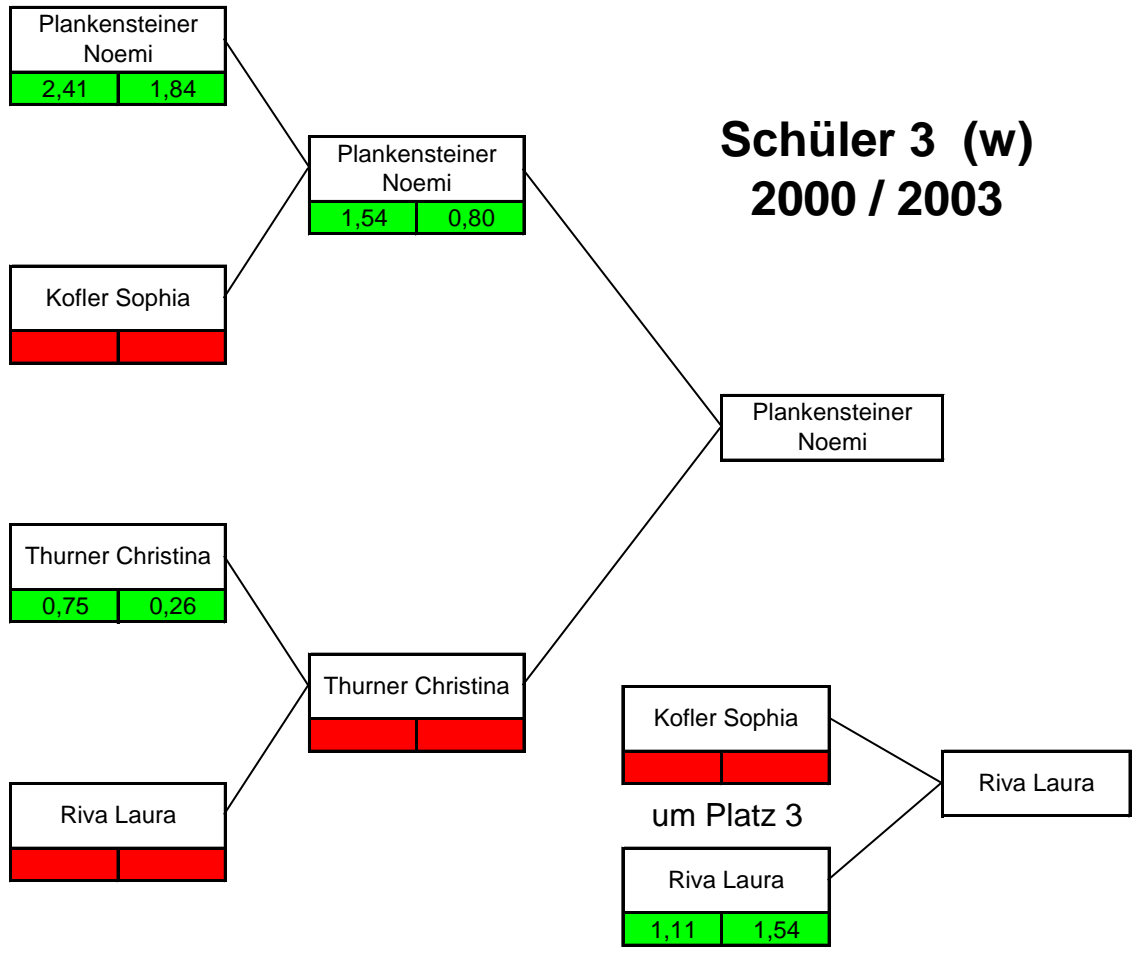 Plankensteiner
Noemi
2,41 1,84
Schüler 3 (w)
2000 / 2003
Plankensteiner
Noemi
1,54 0,80
Kofler Sophia
Plankensteiner
Noemi
Thurner Christina
0,75 0,26
Thurner Christina
Kofler Sophia
Riva Laura
Riva Laura
um Platz 3
Riva Laura
1,11 1,54